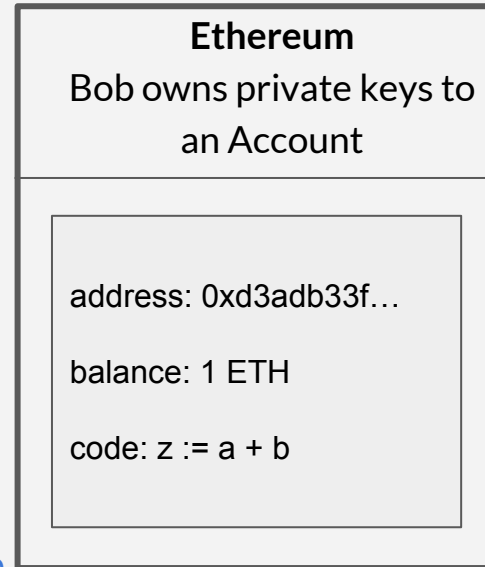 Ethereum
Bob owns private keys to
an Account
address: 0xd3adb33f…
balance: 1 ETH
code: z := a + b